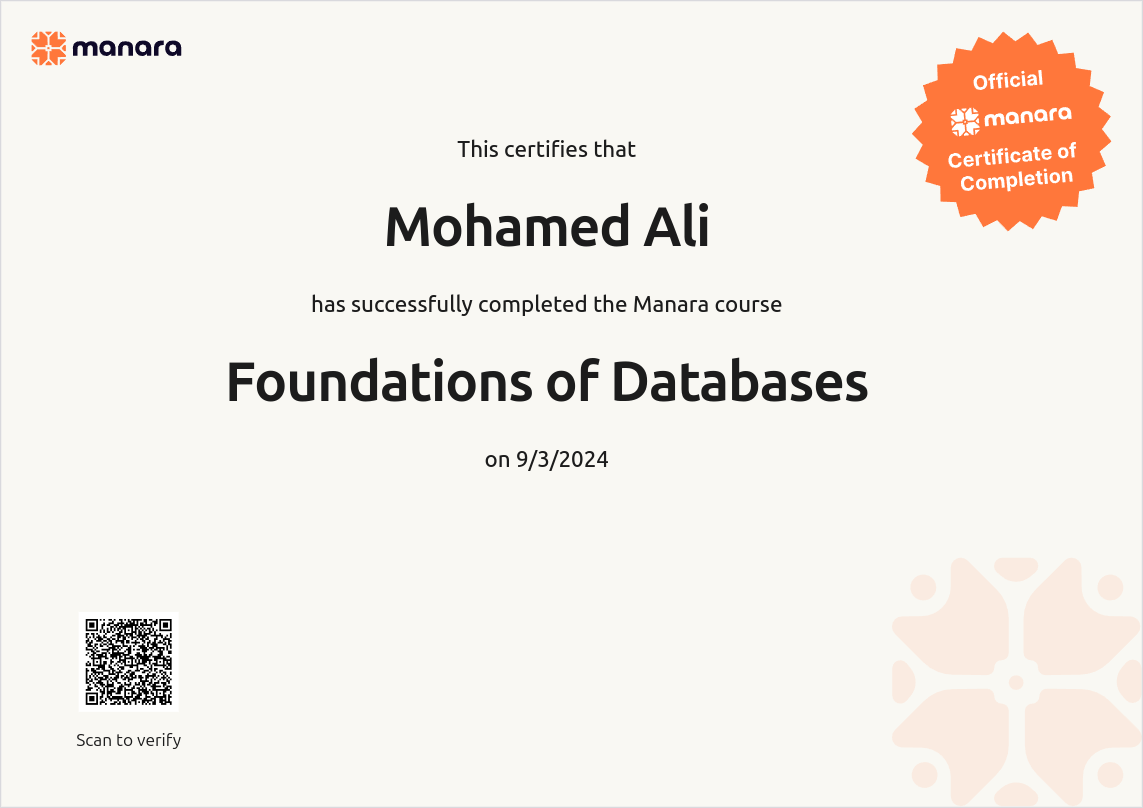 manara
Official
manara
Certificate of
Completion
This certifies that
Mohamed Ali
has successfully completed the Manara course
Foundations of Databases
on 9/3/2024
Scan to verify